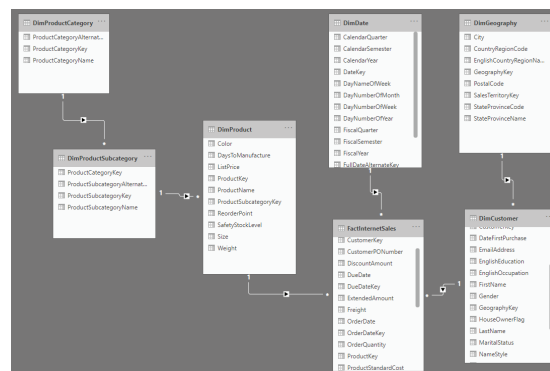 DimProductCategory
ProductCategoryAlternat...
ProductCategoryKey
ProductCategoryName
1
DimProductSubcategory
ProductCategoryKey
ProductSubcategoryAlternat...
ProductSubcategoryKey
ProductSubcategoryName
1
DimProduct
Color
DaysToManufacture
ListPrice
ProductKey
ProductName
ProductSubcategoryKey
ReorderPoint
SafetyStockLevel
Size
Weight
1
DimDate
CalendarQuarter
CalendarSemester
CalendarYear
DateKey
DayNameOfWeek
DayNumberOfMonth
DayNumberOfWeek
DayNumberOfYear
FiscalQuarter
FiscalSemester
FiscalYear
FullDateAlternateKey
1
FactInternetSales
CustomerKey
CustomerPONumber
DiscountAmount
DueDate
DueDateKey
ExtendedAmount
Freight
OrderDate
OrderDateKey
OrderQuantity
ProductKey
ProductStandardCost
DimGeography
City
CountryRegionCode
EnglishCountryRegionNa...
GeographyKey
PostalCode
SalesTerritoryKey
StateProvinceCode
StateProvinceName
1
DimCustomer
CustomerKey
DateFirstPurchase
EmailAddress
EnglishEducation
EnglishOccupation
FirstName
Gender
GeographyKey
HouseOwnerFlag
LastName
MaritalStatus
NameStyle
1